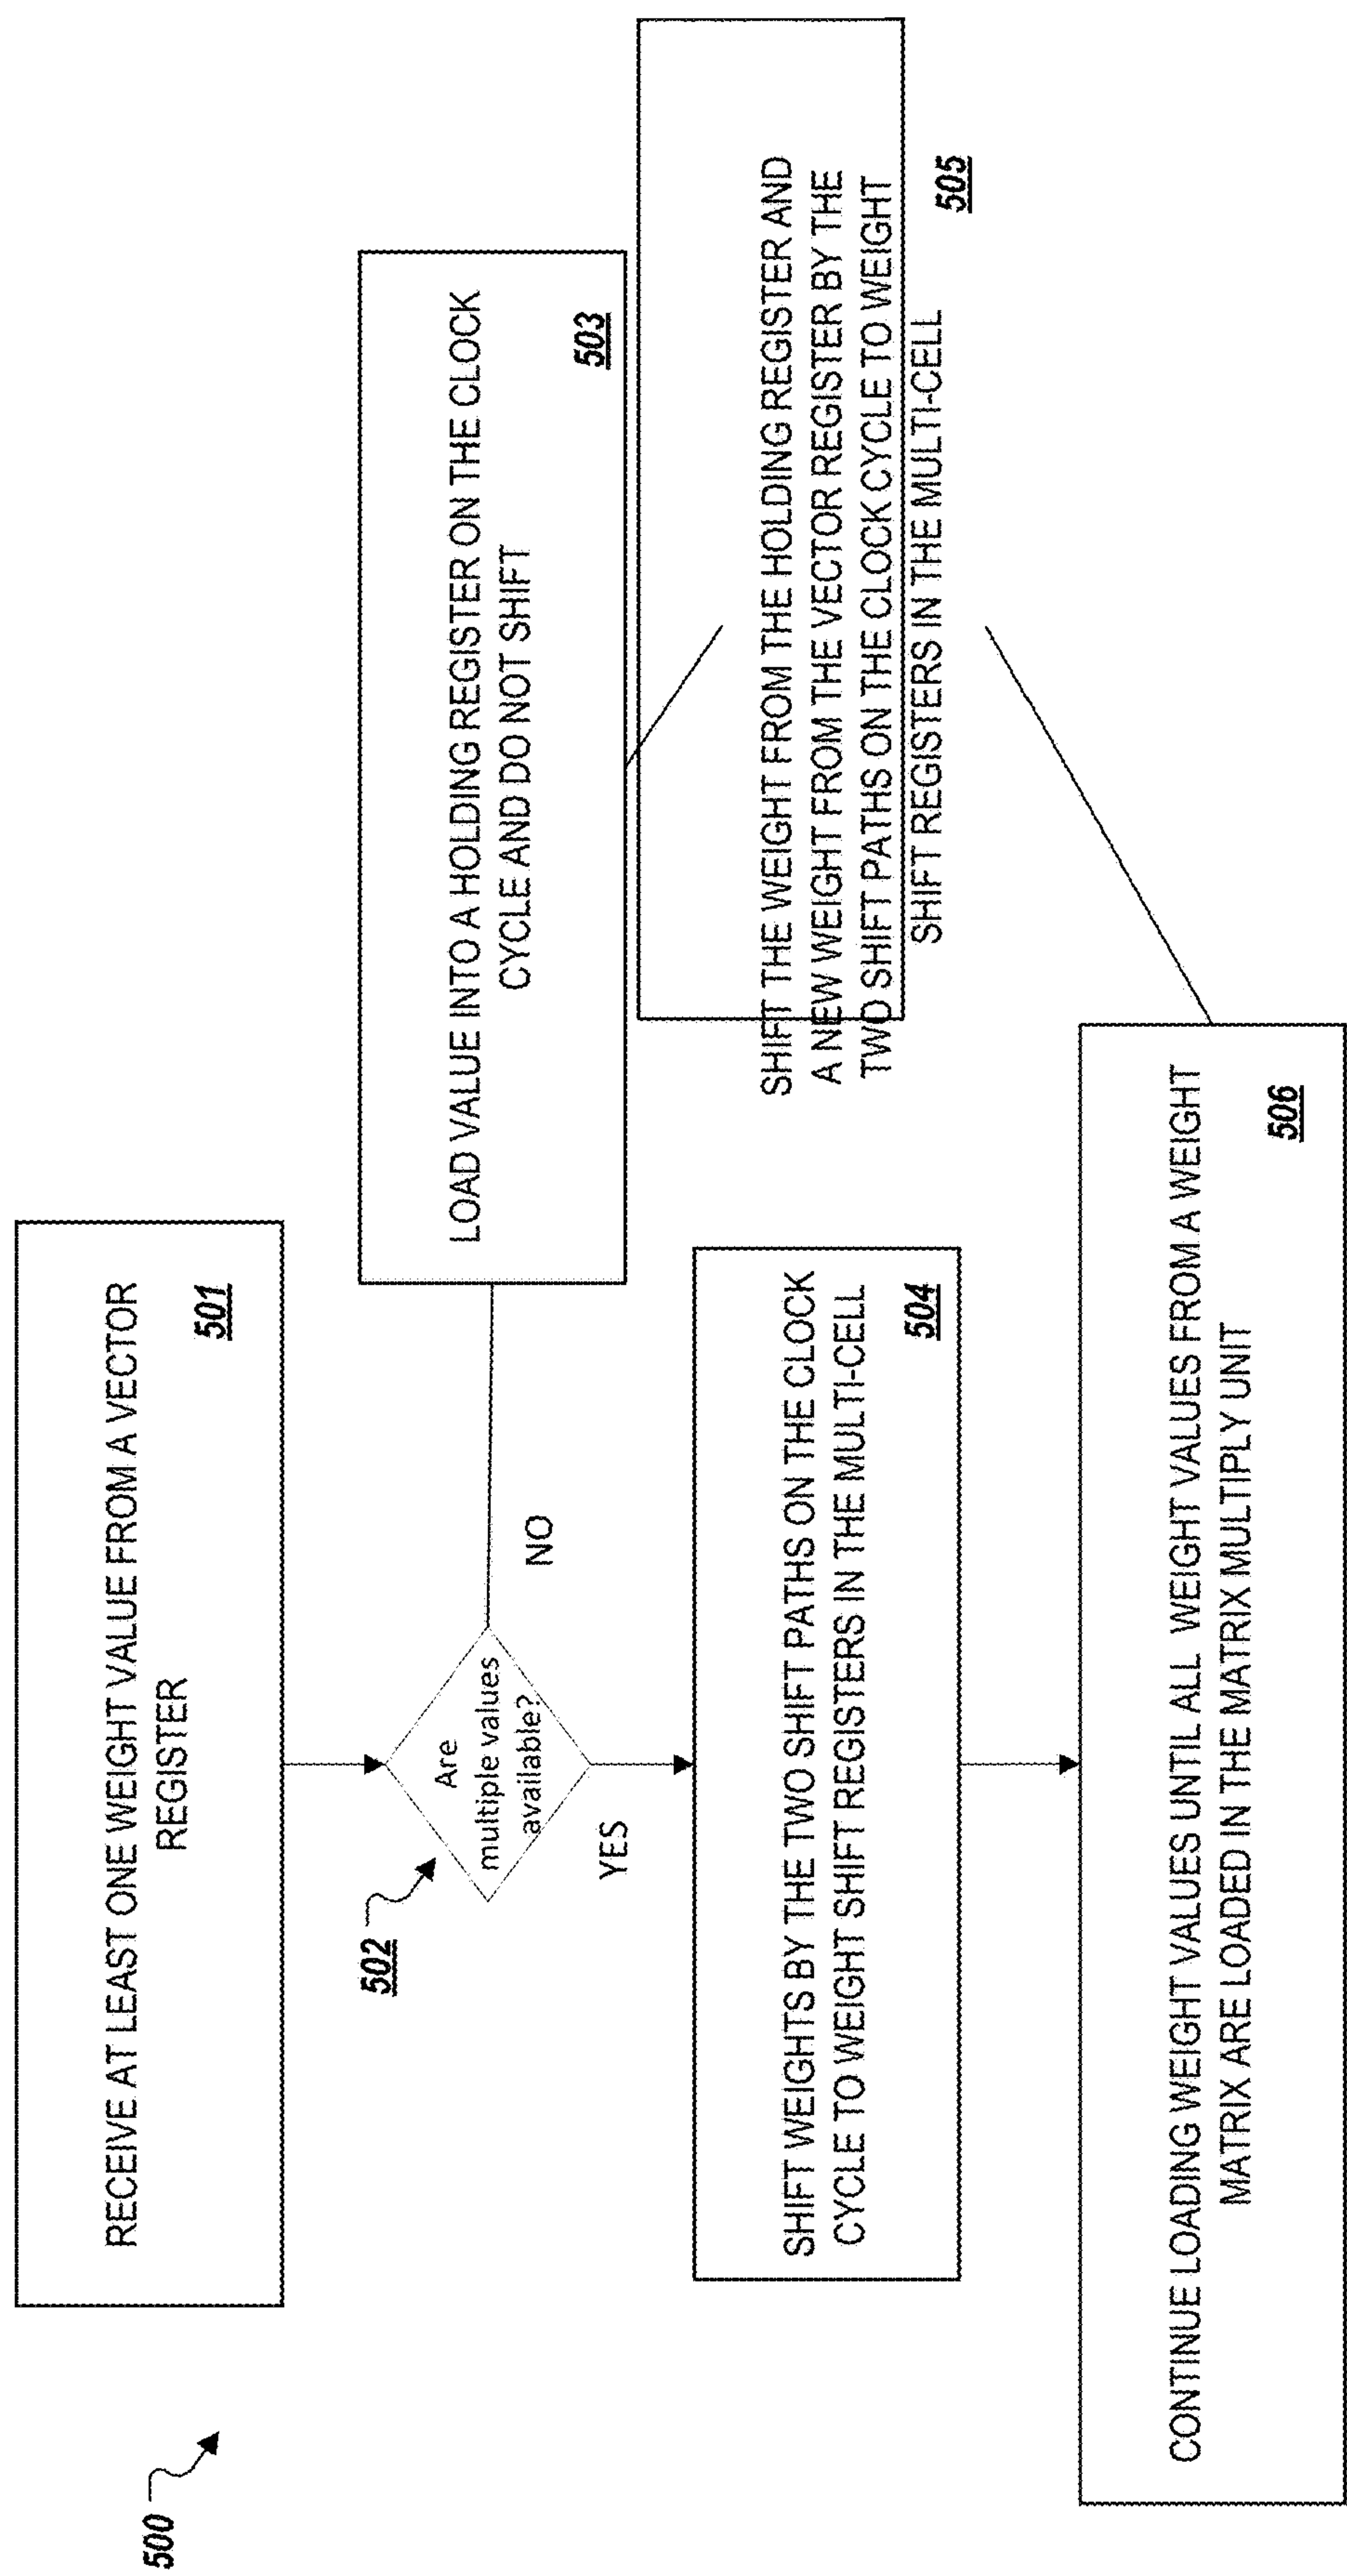 500
RECEIVE AT LEAST ONE WEIGHT VALUE FROM A VECTOR
REGISTER
501
502
Are
multiple values
available?
NO
YES
LOAD VALUE INTO A HOLDING REGISTER ON THE CLOCK
CYCLE AND DO NOT SHIFT
503
SHIFT WEIGHTS BY THE TWO SHIFT PATHS ON THE CLOCK
CYCLE TO WEIGHT SHIFT REGISTERS IN THE MULTI-CELL
504
SHIFT THE WEIGHT FROM THE HOLDING REGISTER AND
A NEW WEIGHT FROM THE VECTOR REGISTER BY THE
TWO SHIFT PATHS ON THE CLOCK CYCLE TO WEIGHT
SHIFT REGISTERS IN THE MULTI-CELL
505
CONTINUE LOADING WEIGHT VALUES UNTIL ALL WEIGHT VALUES FROM A WEIGHT
MATRIX ARE LOADED IN THE MATRIX MULTIPLY UNIT
506